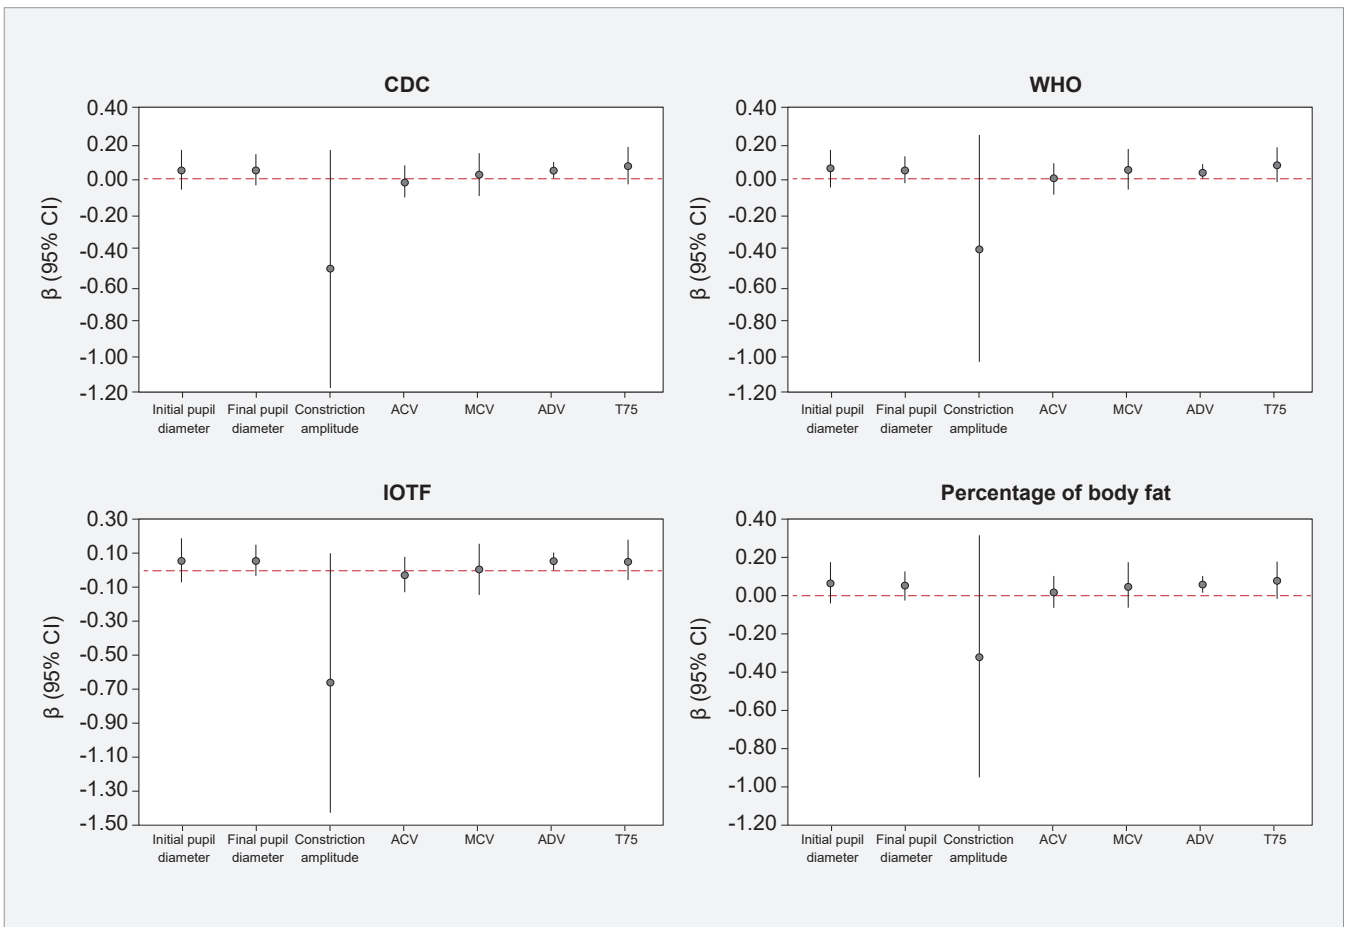 CDC
0.40
0.20
0.00
-0.20
-0.40
-0.60
-0.80
-1.00
-1.20
β (95% CI)
Initial pupil
diameter
Final pupil
diameter
Constriction
amplitude
ACV
MCV
ADV
T75
WHO
0.40
0.20
0.00
-0.20
-0.40
-0.60
-0.80
-1.00
-1.20
β (95% CI)
Initial pupil
diameter
Final pupil
diameter
Constriction
amplitude
ACV
MCV
ADV
T75
IOTF
0.30
0.10
-0.10
-0.30
-0.50
-0.70
-0.90
-1.10
-1.30
-1.50
β (95% CI)
Initial pupil
diameter
Final pupil
diameter
Constriction
amplitude
ACV
MCV
ADV
T75
Percentage of body fat
0.40
0.20
0.00
-0.20
-0.40
-0.60
-0.80
-1.00
-1.20
β (95% CI)
Initial pupil
diameter
Final pupil
diameter
Constriction
amplitude
ACV
MCV
ADV
T75